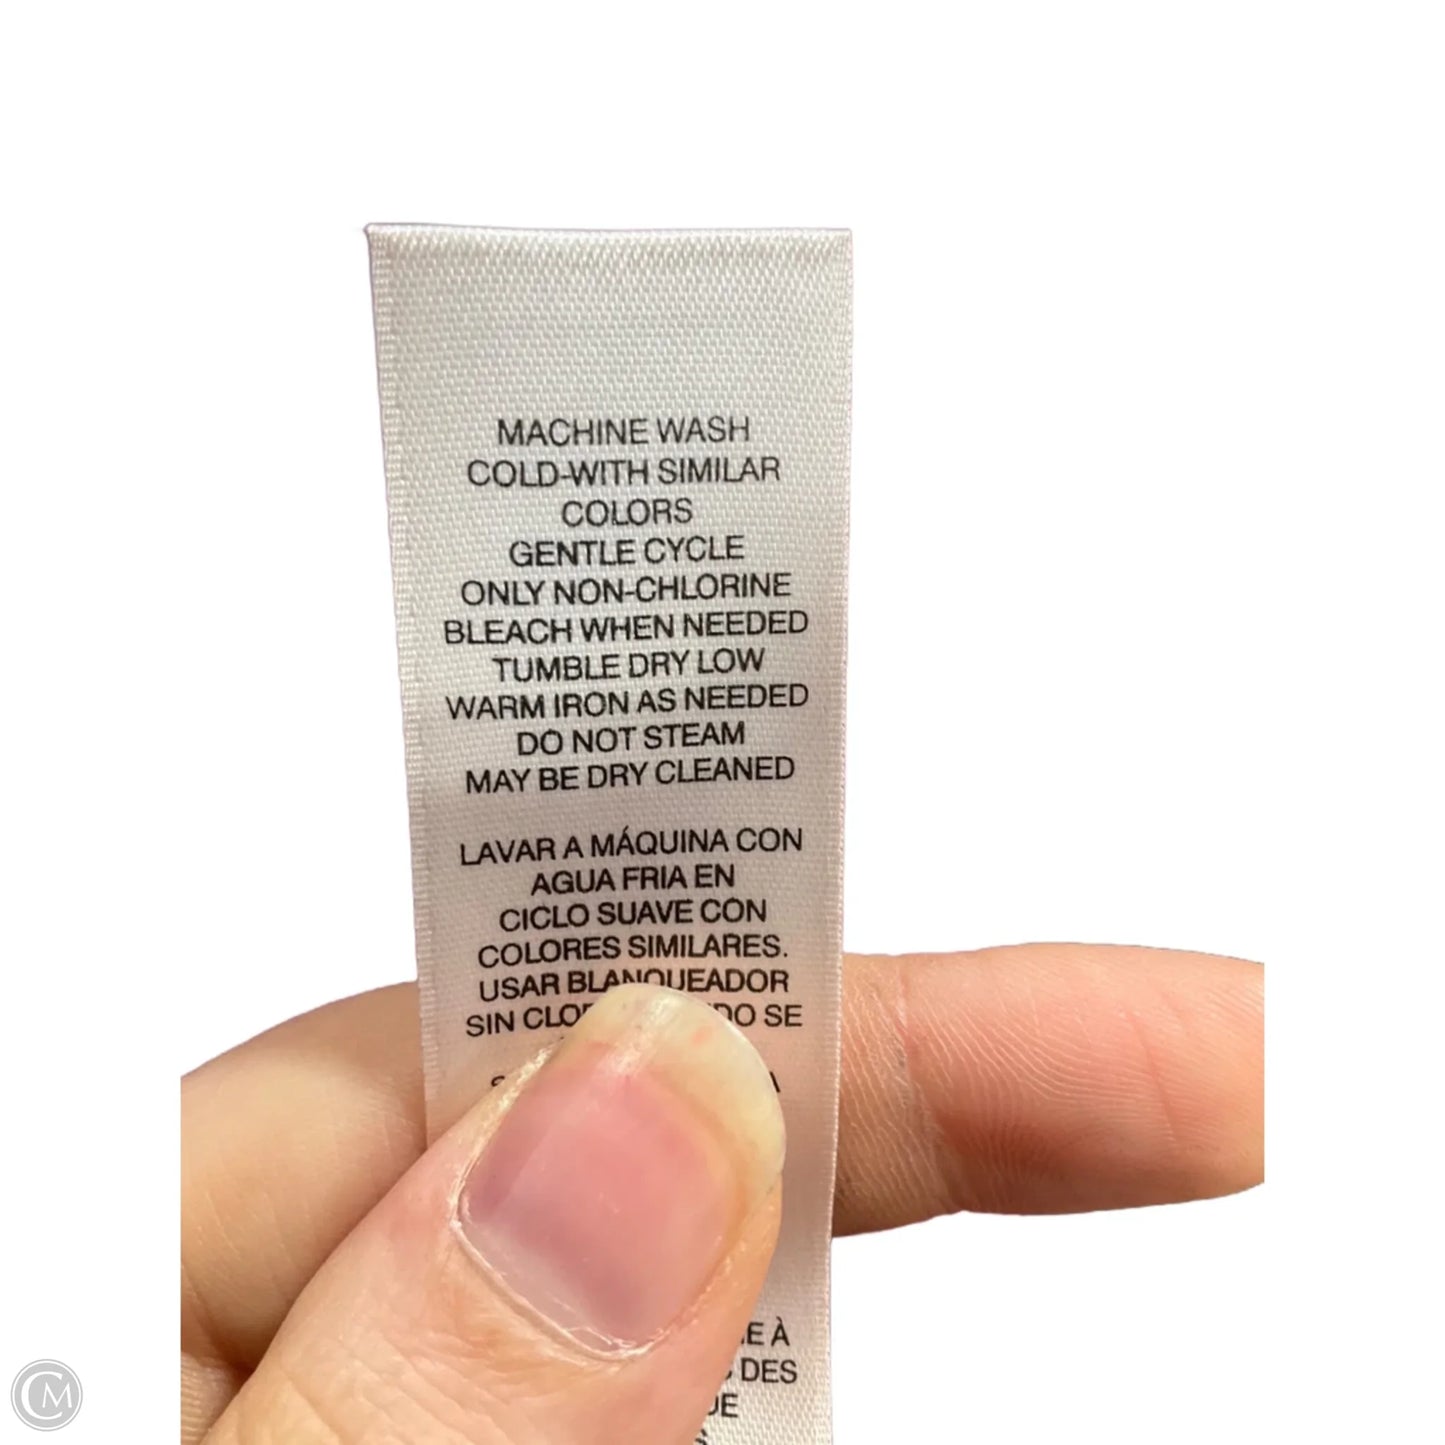 MACHINE WASH
COLD-WITH SIMILAR
COLORS
GENTLE CYCLE
ONLY NON-CHLORINE
BLEACH WHEN NEEDED
TUMBLE DRY LOW
WARM IRON AS NEEDED
DO NOT STEAM
MAY BE DRY CLEANED
LAVAR A MÁQUINA CON
AGUA FRIA EN
CICLO SUAVE CON
COLORES SIMILARES.
USAR BLANQUEADOR
SIN SE
À
DES
CM